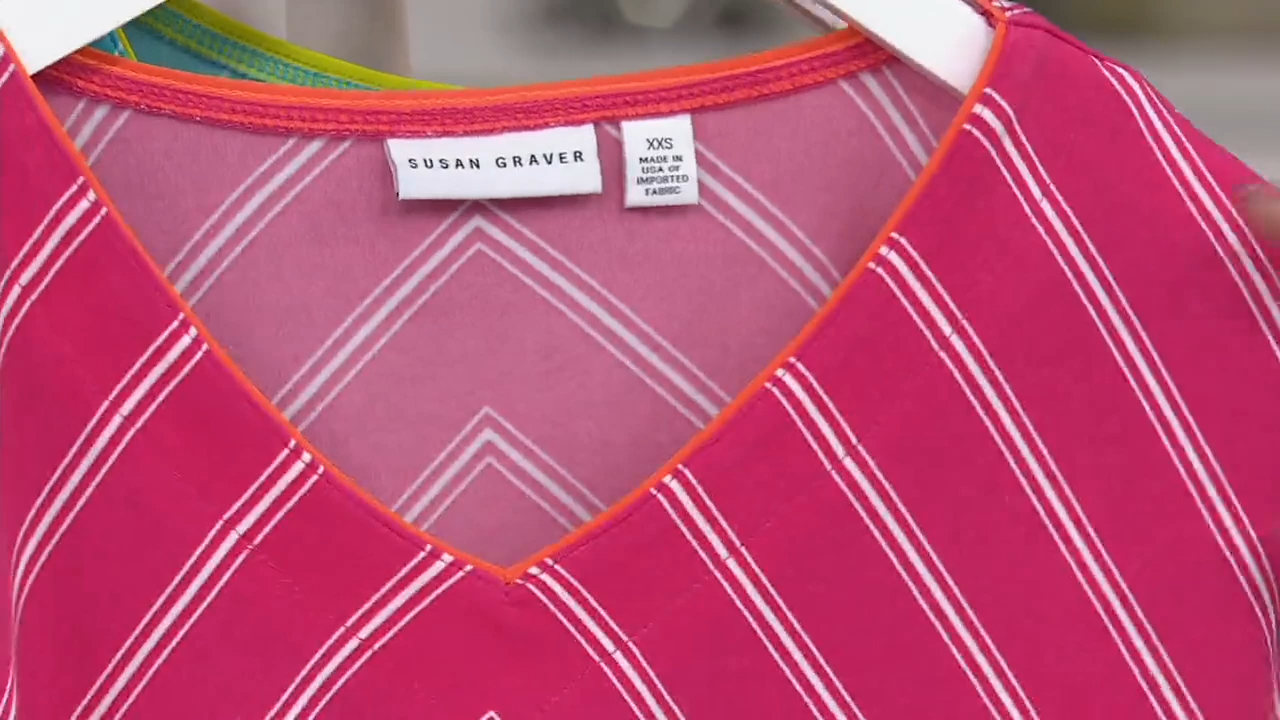 SUSAN GRAVER
XXS
MADE IN
USA OF
IMPORTED
FABRIC